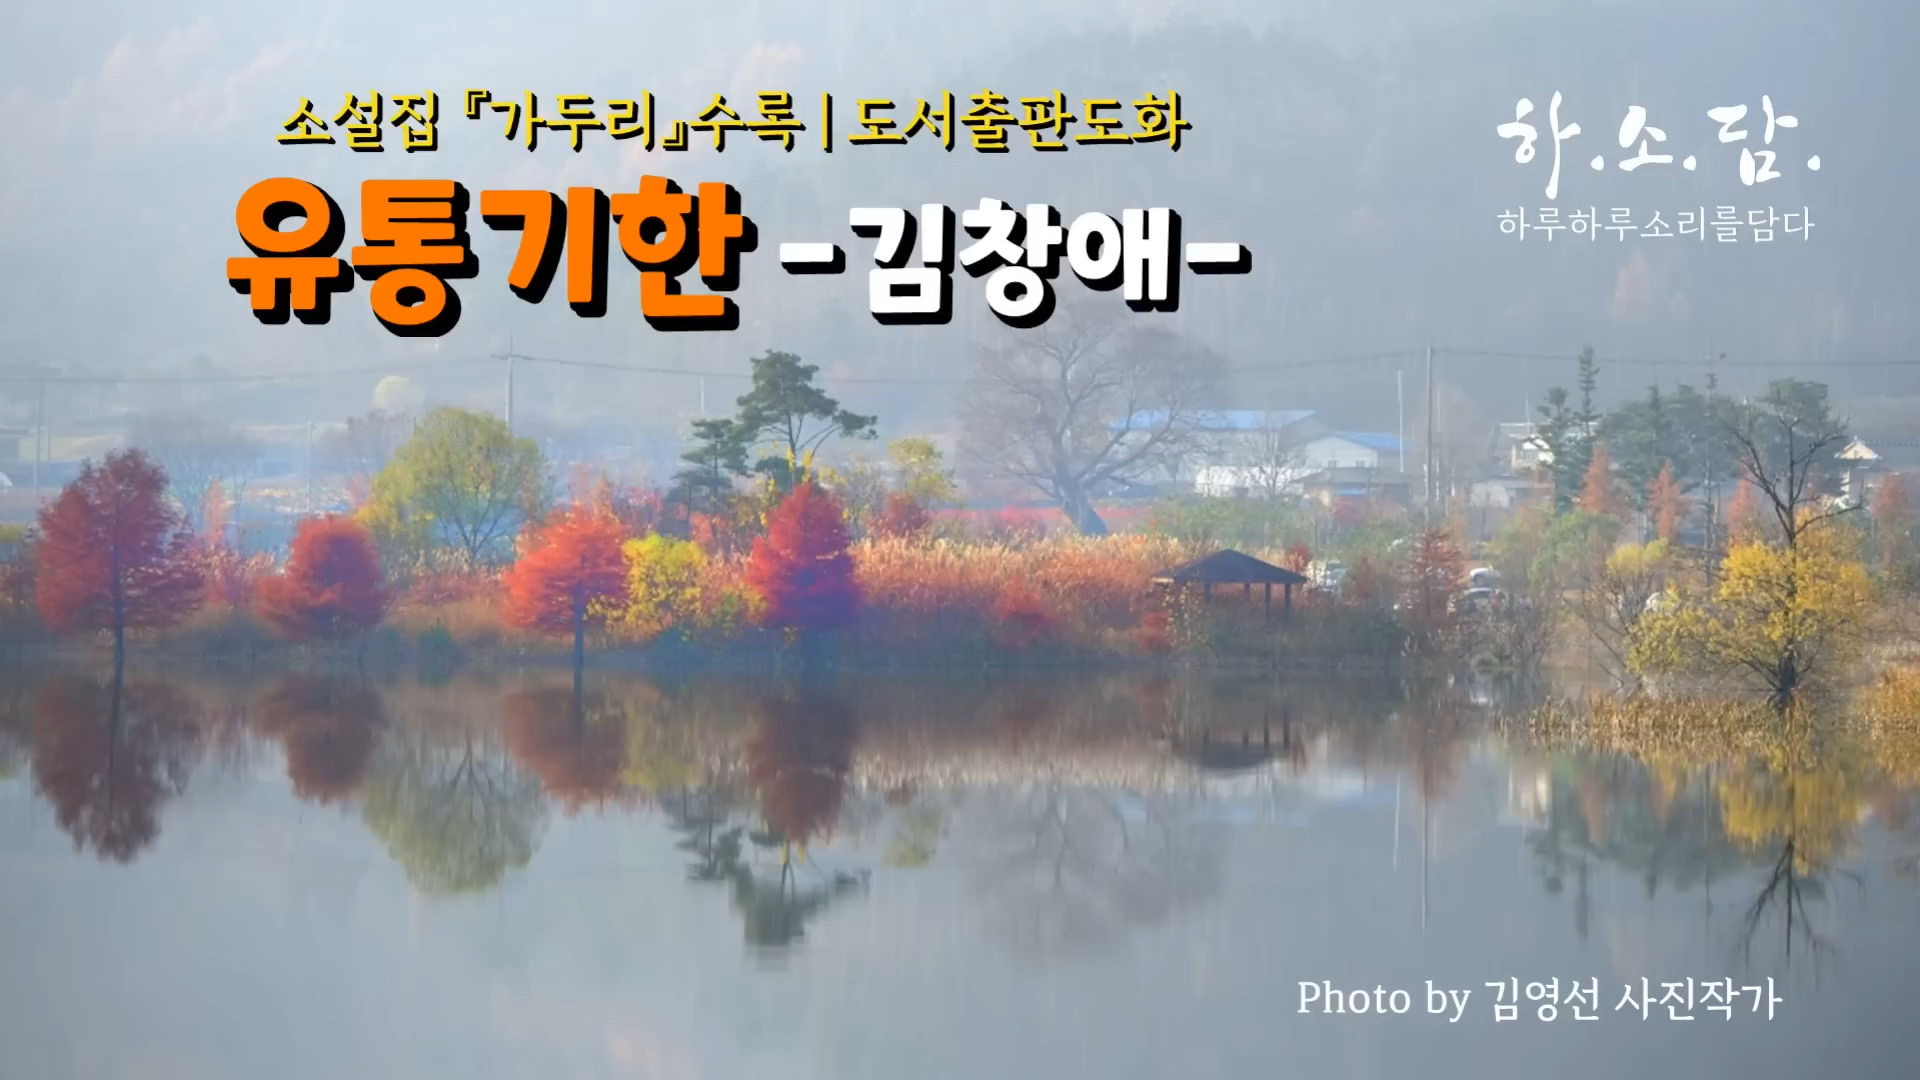 소설집 『가두리』수록 | 도서출판도화
유통기한 -김창애-
하.소.담.
하루하루소리를담다
Photo by 김영선 사진작가